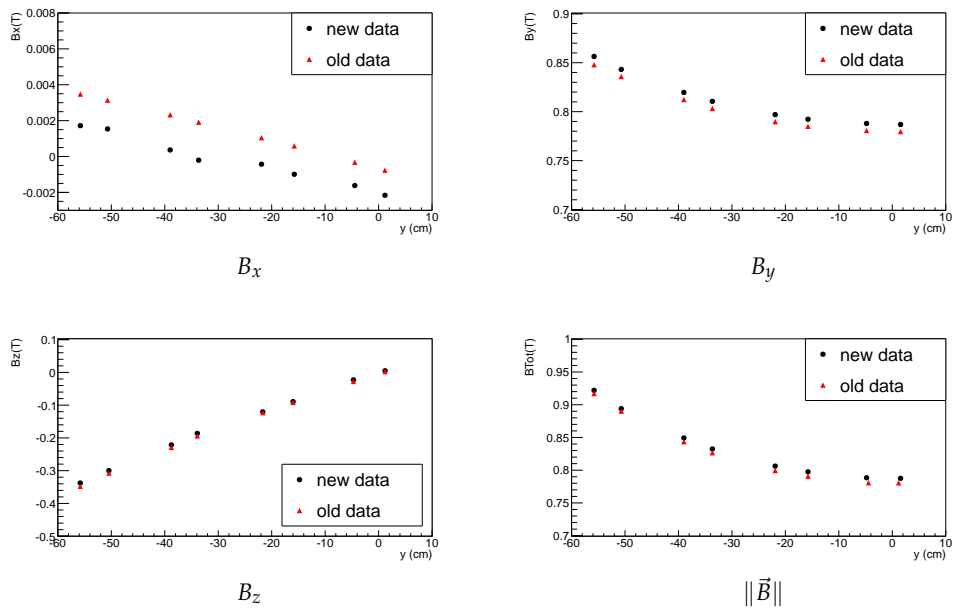 Bx(T)
0.008
0.006
0.004
0.002
0
-0.002
-60 -50 -40 -30 -20 -10 0 10
y (cm)
new data
old data
B_x
By(T)
0.9
0.85
0.8
0.75
0.7
-60 -50 -40 -30 -20 -10 0 10
y (cm)
new data
old data
B_y
Bz(T)
0.1
0
-0.1
-0.2
-0.3
-0.4
-0.5
-60 -50 -40 -30 -20 -10 0 10
y (cm)
new data
old data
B_z
BTot(T)
1
0.95
0.9
0.85
0.8
0.75
0.7
-60 -50 -40 -30 -20 -10 0 10
y (cm)
new data
old data
||B⃗||